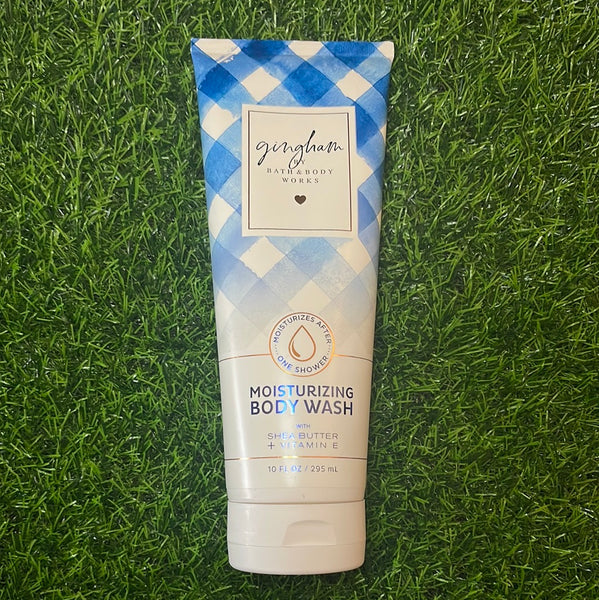 gingham
BY
BATH & BODY
WORKS
MOISTURIZES AFTER
ONE SHOWER
MOISTURIZING
BODY WASH
WITH
SHEA BUTTER
+ VITAMIN E
10 FL OZ / 295 mL